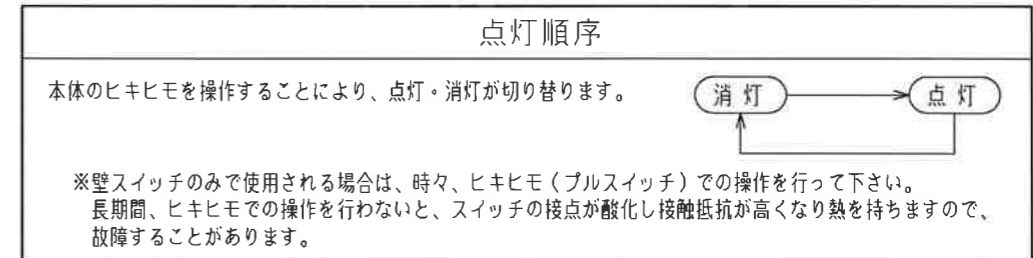 点灯順序
本体のヒキヒモを操作することにより、点灯・消灯が切り替ります。
消灯
点灯
※壁スイッチのみで使用される場合は、時々、ヒキヒモ（プルスイッチ）での操作を行って下さい。
長期間、ヒキヒモでの操作を行わないと、スイッチの接点が酸化し接触抵抗が高くなり熱を持ちますので、
故障することがあります。